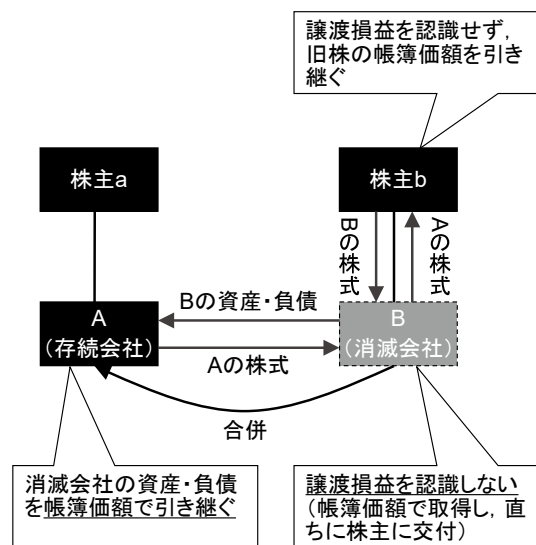 譲渡損益を認識せず，
旧株の帳簿価額を引き
継ぐ
株主a
株主b
Bの株式
Aの株式
Bの資産・負債
A
（存続会社）
B
（消滅会社）
Aの株式
合併
消滅会社の資産・負債
を帳簿価額で引き継ぐ
譲渡損益を認識しない
（帳簿価額で取得し，直
ちに株主に交付）